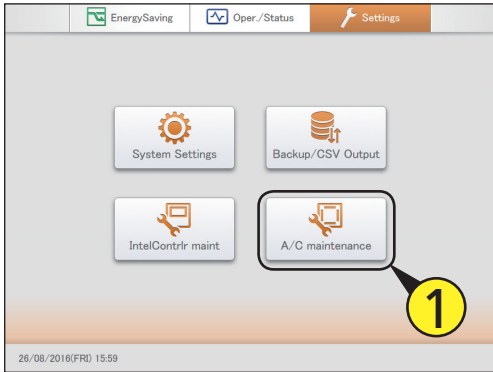 EnergySaving Oper./Status Settings
System Settings Backup/CSV Output
IntelContrlr maint A/C maintenance
1
26/08/2016(FRI) 15:59